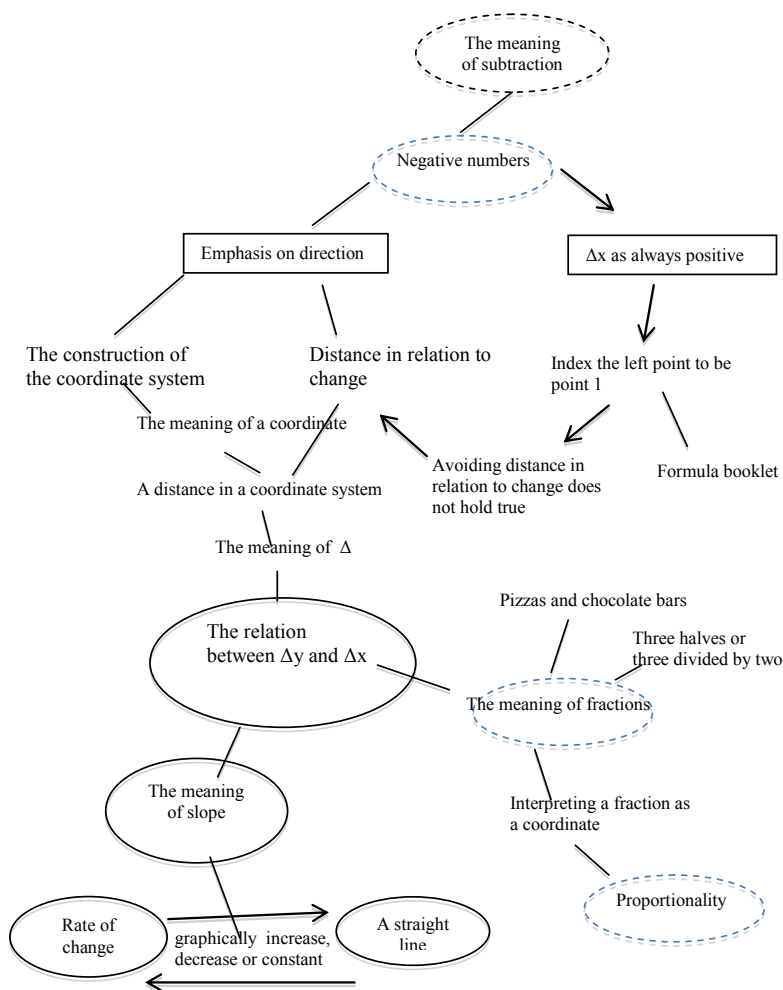 The meaning
of subtraction
Negative numbers
Emphasis on direction
Δx as always positive
The construction of
the coordinate system
Distance in relation to
change
Index the left point to be
point 1
The meaning of a coordinate
Avoiding distance in
relation to change does
not hold true
Formula booklet
A distance in a coordinate system
The meaning of Δ
Pizzas and chocolate bars
The relation
between Δy and Δx
Three halves or
three divided by two
The meaning of fractions
The meaning
of slope
Interpreting a fraction as
a coordinate
Proportionality
Rate of
change
graphically increase,
decrease or constant
A straight
line